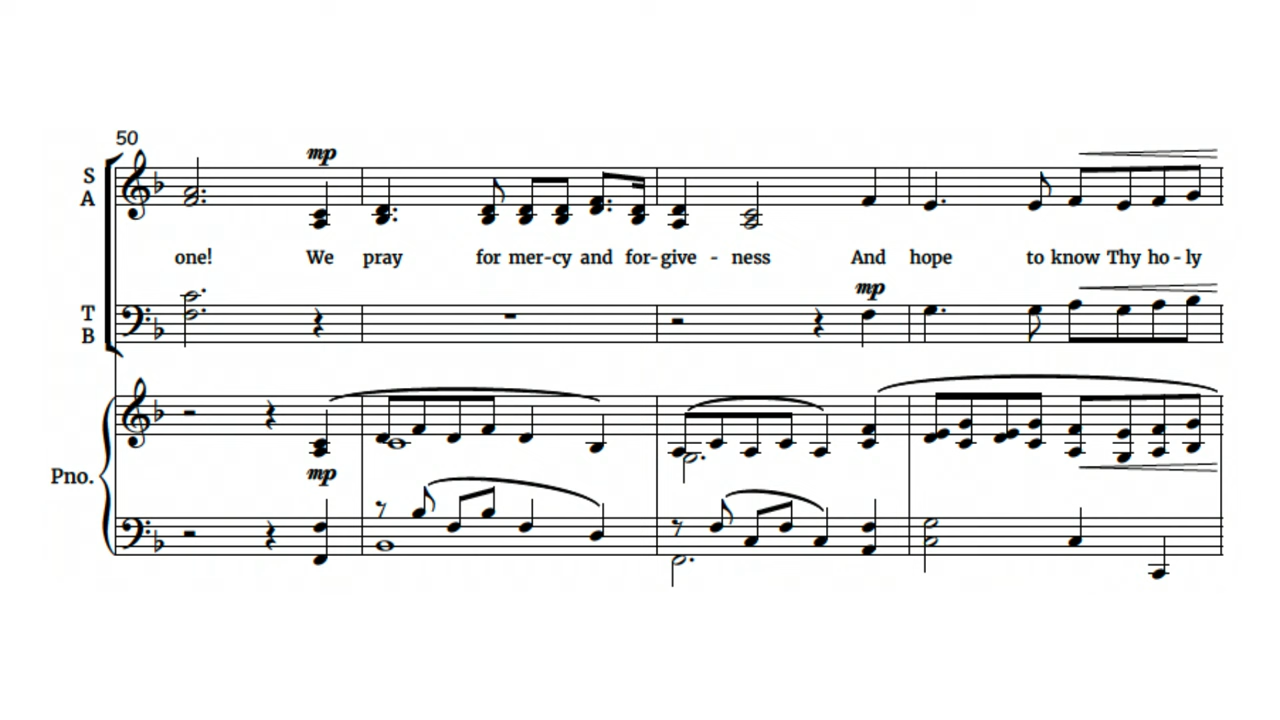 50
mp
S
A
one! We pray for mer-cy and for-give - ness And hope to know Thy ho - ly
mp
T
B
Pno.
mp